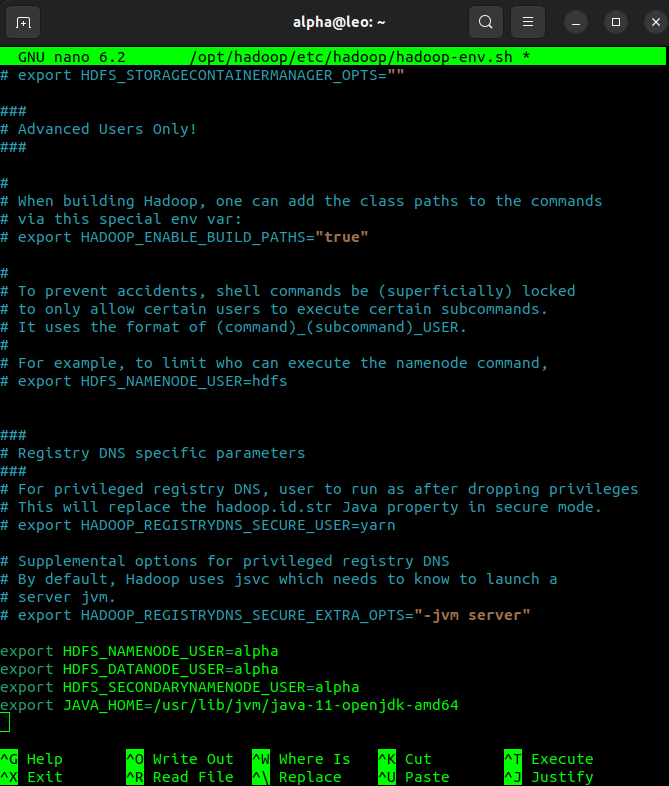 alpha@leo: ~
GNU nano 6.2 /opt/hadoop/etc/hadoop/hadoop-env.sh *
# export HDFS_STORAGECONTAINERMANAGER_OPTS=""
###
# Advanced Users Only!
###
#
# When building Hadoop, one can add the class paths to the commands
# via this special env var:
# export HADOOP_ENABLE_BUILD_PATHS="true"
#
# To prevent accidents, shell commands be (superficially) locked
# to only allow certain users to execute certain subcommands.
# It uses the format of (command)_(subcommand)_USER.
#
# For example, to limit who can execute the namenode command,
# export HDFS_NAMENODE_USER=hdfs
###
# Registry DNS specific parameters
###
# For privileged registry DNS, user to run as after dropping privileges
# This will replace the hadoop.id.str Java property in secure mode.
# export HADOOP_REGISTRYDNS_SECURE_USER=yarn
# Supplemental options for privileged registry DNS
# By default, Hadoop uses jsvc which needs to know to launch a
# server jvm.
# export HADOOP_REGISTRYDNS_SECURE_EXTRA_OPTS="-jvm server"
export HDFS_NAMENODE_USER=alpha
export HDFS_DATANODE_USER=alpha
export HDFS_SECONDARYNAMENODE_USER=alpha
export JAVA_HOME=/usr/lib/jvm/java-11-openjdk-amd64
^G Help ^O Write Out ^W Where Is ^K Cut ^T Execute
^X Exit ^R Read File ^\ Replace ^U Paste ^J Justify